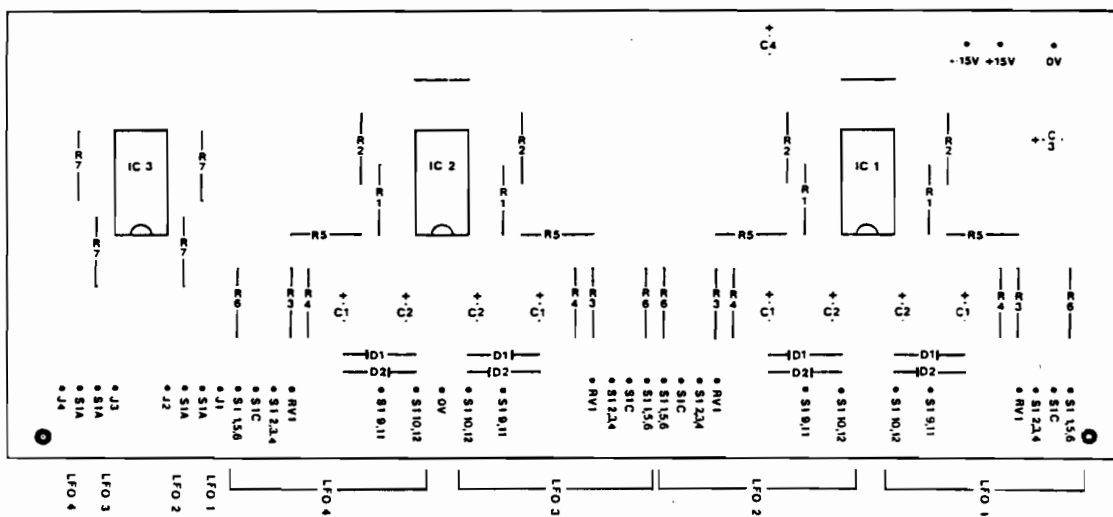 +
C4
- 15V +15V 0V
R7 IC 3 R7 R2 IC 2 R2 R2 IC 1 R2 + C3
R1 R1 R1 R1
R7 R7 R5 R5 R5 R5
R6 R3 R4 + C1 + C2 + C2 + C1 R4 R3 R6 R6 R3 R4 + C1 + C2 + C2 + C1 R4 R3 R6
D1 D1 D1 D1
D2 D2 D2 D2
J4 S1A S1A J3 J2 S1A S1A J1 S1 1,5,6 S1C S1 2,3,4 RV1 S1 9,11 S1 10,12 0V S1 10,12 S1 9,11 RV1 S1 2,3,4 S1C S1 1,5,6 S1 1,5,6 S1C S1 2,3,4 RV1 S1 9,11 S1 10,12 S1 10,12 S1 9,11 RV1 S1 2,3,4 S1C S1 1,5,6
LFO 4 LFO 3 LFO 2 LFO 1 LFO 4 LFO 3 LFO 2 LFO 1